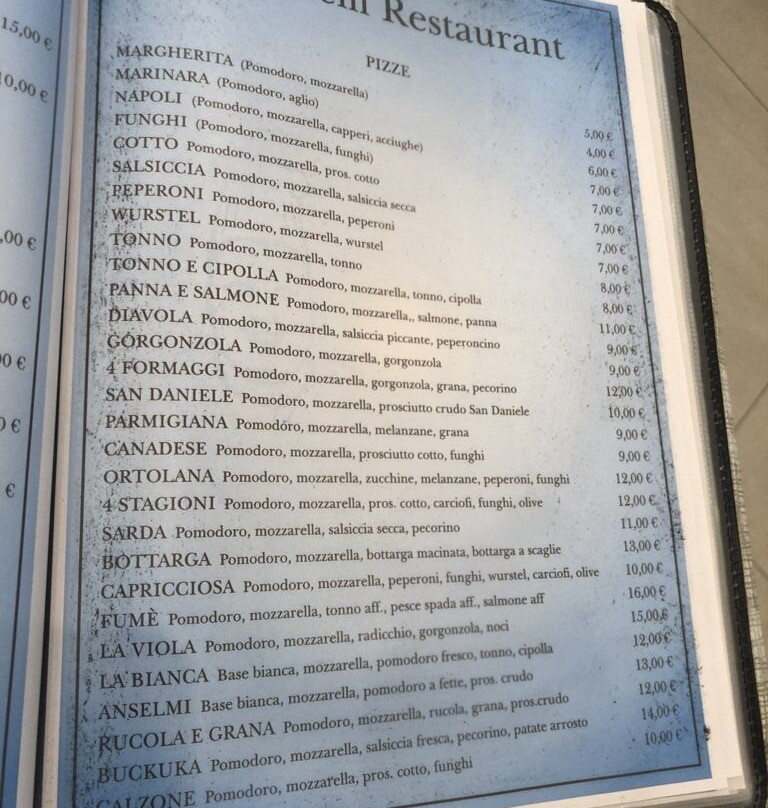 15,00 €
10,00 €
,00 €
00 €
0 €
€
€
Restaurant
PIZZE
MARGHERITA (Pomodoro, mozzarella) 5,00 €
MARINARA (Pomodoro, aglio) 4,00 €
NAPOLI (Pomodoro, mozzarella, capperi, acciughe) 6,00 €
FUNGHI (Pomodoro, mozzarella, funghi) 7,00 €
COTTO Pomodoro, mozzarella, pros. cotto 7,00 €
SALSICCIA Pomodoro, mozzarella, salsiccia secca 7,00 €
PEPERONI Pomodoro, mozzarella, peperoni 7,00 €
WURSTEL Pomodoro, mozzarella, wurstel 7,00 €
TONNO Pomodoro, mozzarella, tonno 8,00 €
TONNO E CIPOLLA Pomodoro, mozzarella, tonno, cipolla 8,00 €
PANNA E SALMONE Pomodoro, mozzarella,, salmone, panna 11,00 €
DIAVOLA Pomodoro, mozzarella, salsiccia piccante, peperoncino 9,00 €
GORGONZOLA Pomodoro, mozzarella, gorgonzola 9,00 €
4 FORMAGGI Pomodoro, mozzarella, gorgonzola, grana, pecorino 12,00 €
SAN DANIELE Pomodoro, mozzarella, prosciutto crudo San Daniele 10,00 €
PARMIGIANA Pomodoro, mozzarella, melanzane, grana 9,00 €
CANADESE Pomodoro, mozzarella, prosciutto cotto, funghi 9,00 €
ORTOLANA Pomodoro, mozzarella, zucchine, melanzane, peperoni, funghi 12,00 €
4 STAGIONI Pomodoro, mozzarella, pros. cotto, carciofi, funghi, olive 12,00 €
SARDA Pomodoro, mozzarella, salsiccia secca, pecorino 11,00 €
BOTTARGA Pomodoro, mozzarella, bottarga macinata, bottarga a scaglie 13,00 €
CAPRICCIOSA Pomodoro, mozzarella, peperoni, funghi, wurstel, carciofi, olive 10,00 €
FUMÈ Pomodoro, mozzarella, tonno aff., pesce spada aff., salmone aff 16,00 €
LA VIOLA Pomodoro, mozzarella, radicchio, gorgonzola, noci 15,00 €
LA BIANCA Base bianca, mozzarella, pomodoro fresco, tonno, cipolla 12,00 €
ANSELMI Base bianca, mozzarella, pomodoro a fette, pros. crudo 13,00 €
RUCOLA E GRANA Pomodoro, mozzarella, rucola, grana, pros.crudo 12,00 €
BUCKUKA Pomodoro, mozzarella, salsiccia fresca, pecorino, patate arrosto 14,00 €
CALZONE Pomodoro, mozzarella, pros. cotto, funghi 10,00 €